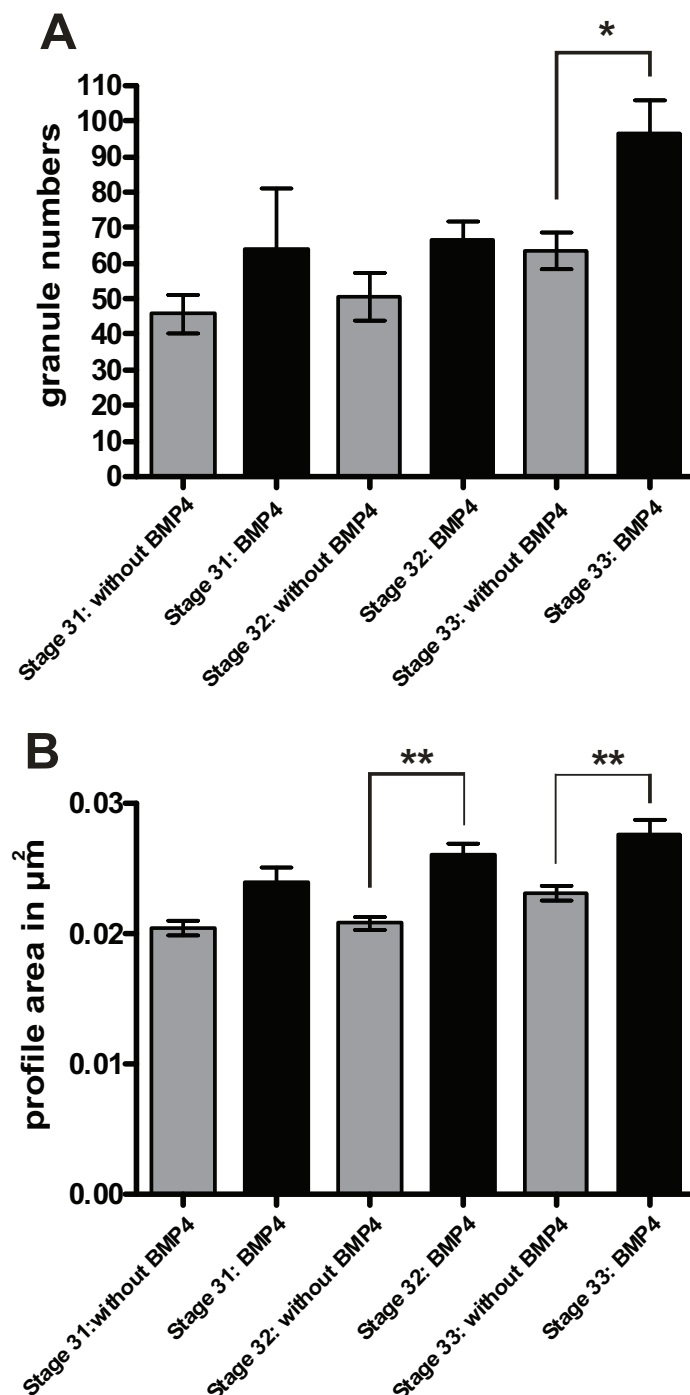 A
*
granule numbers
110
100
90
80
70
60
50
40
30
20
10
0
Stage 31: without BMP4
Stage 31: BMP4
Stage 32: without BMP4
Stage 32: BMP4
Stage 33: without BMP4
Stage 33: BMP4
B
**
**
profile area in µm²
0.03
0.02
0.01
0.00
Stage 31:without BMP4
Stage 31: BMP4
Stage 32: without BMP4
Stage 32: BMP4
Stage 33: without BMP4
Stage 33: BMP4